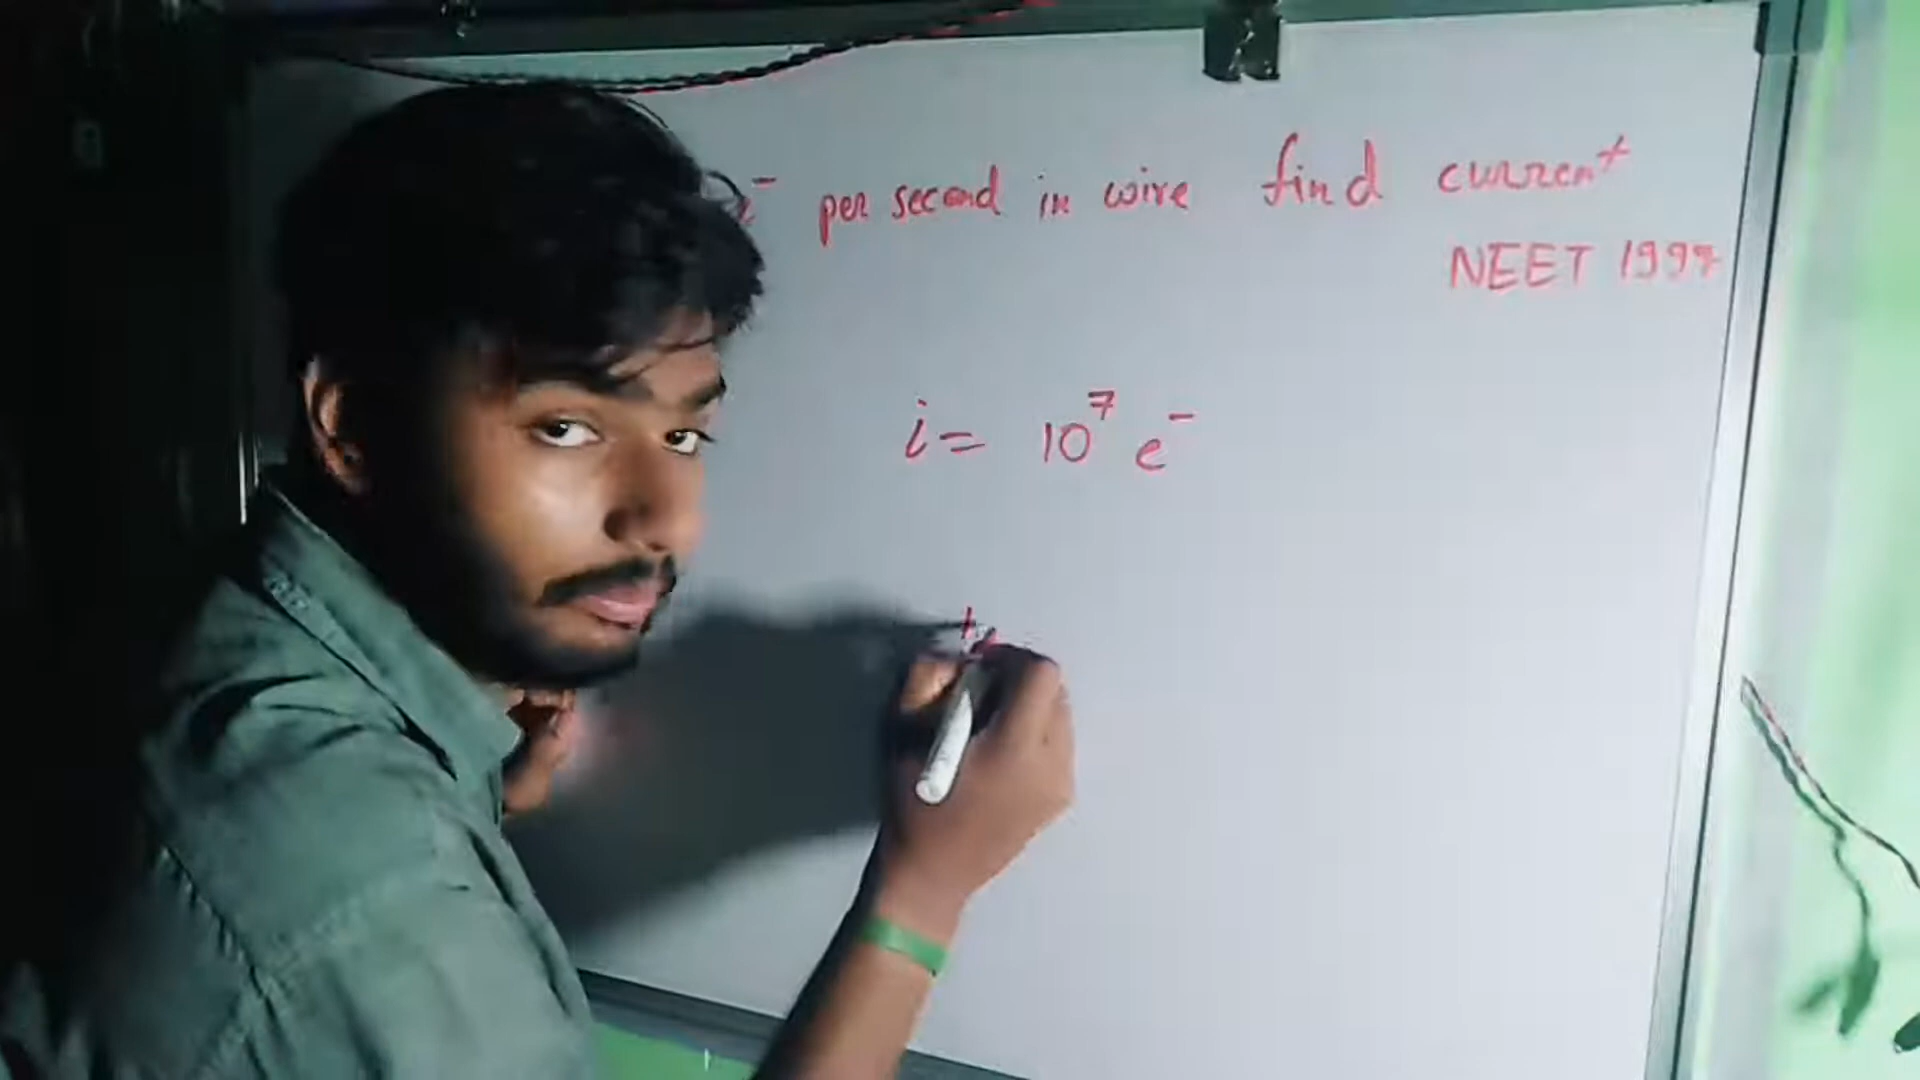 e⁻ per second in wire find current
NEET 1997
i = 10⁷ e⁻